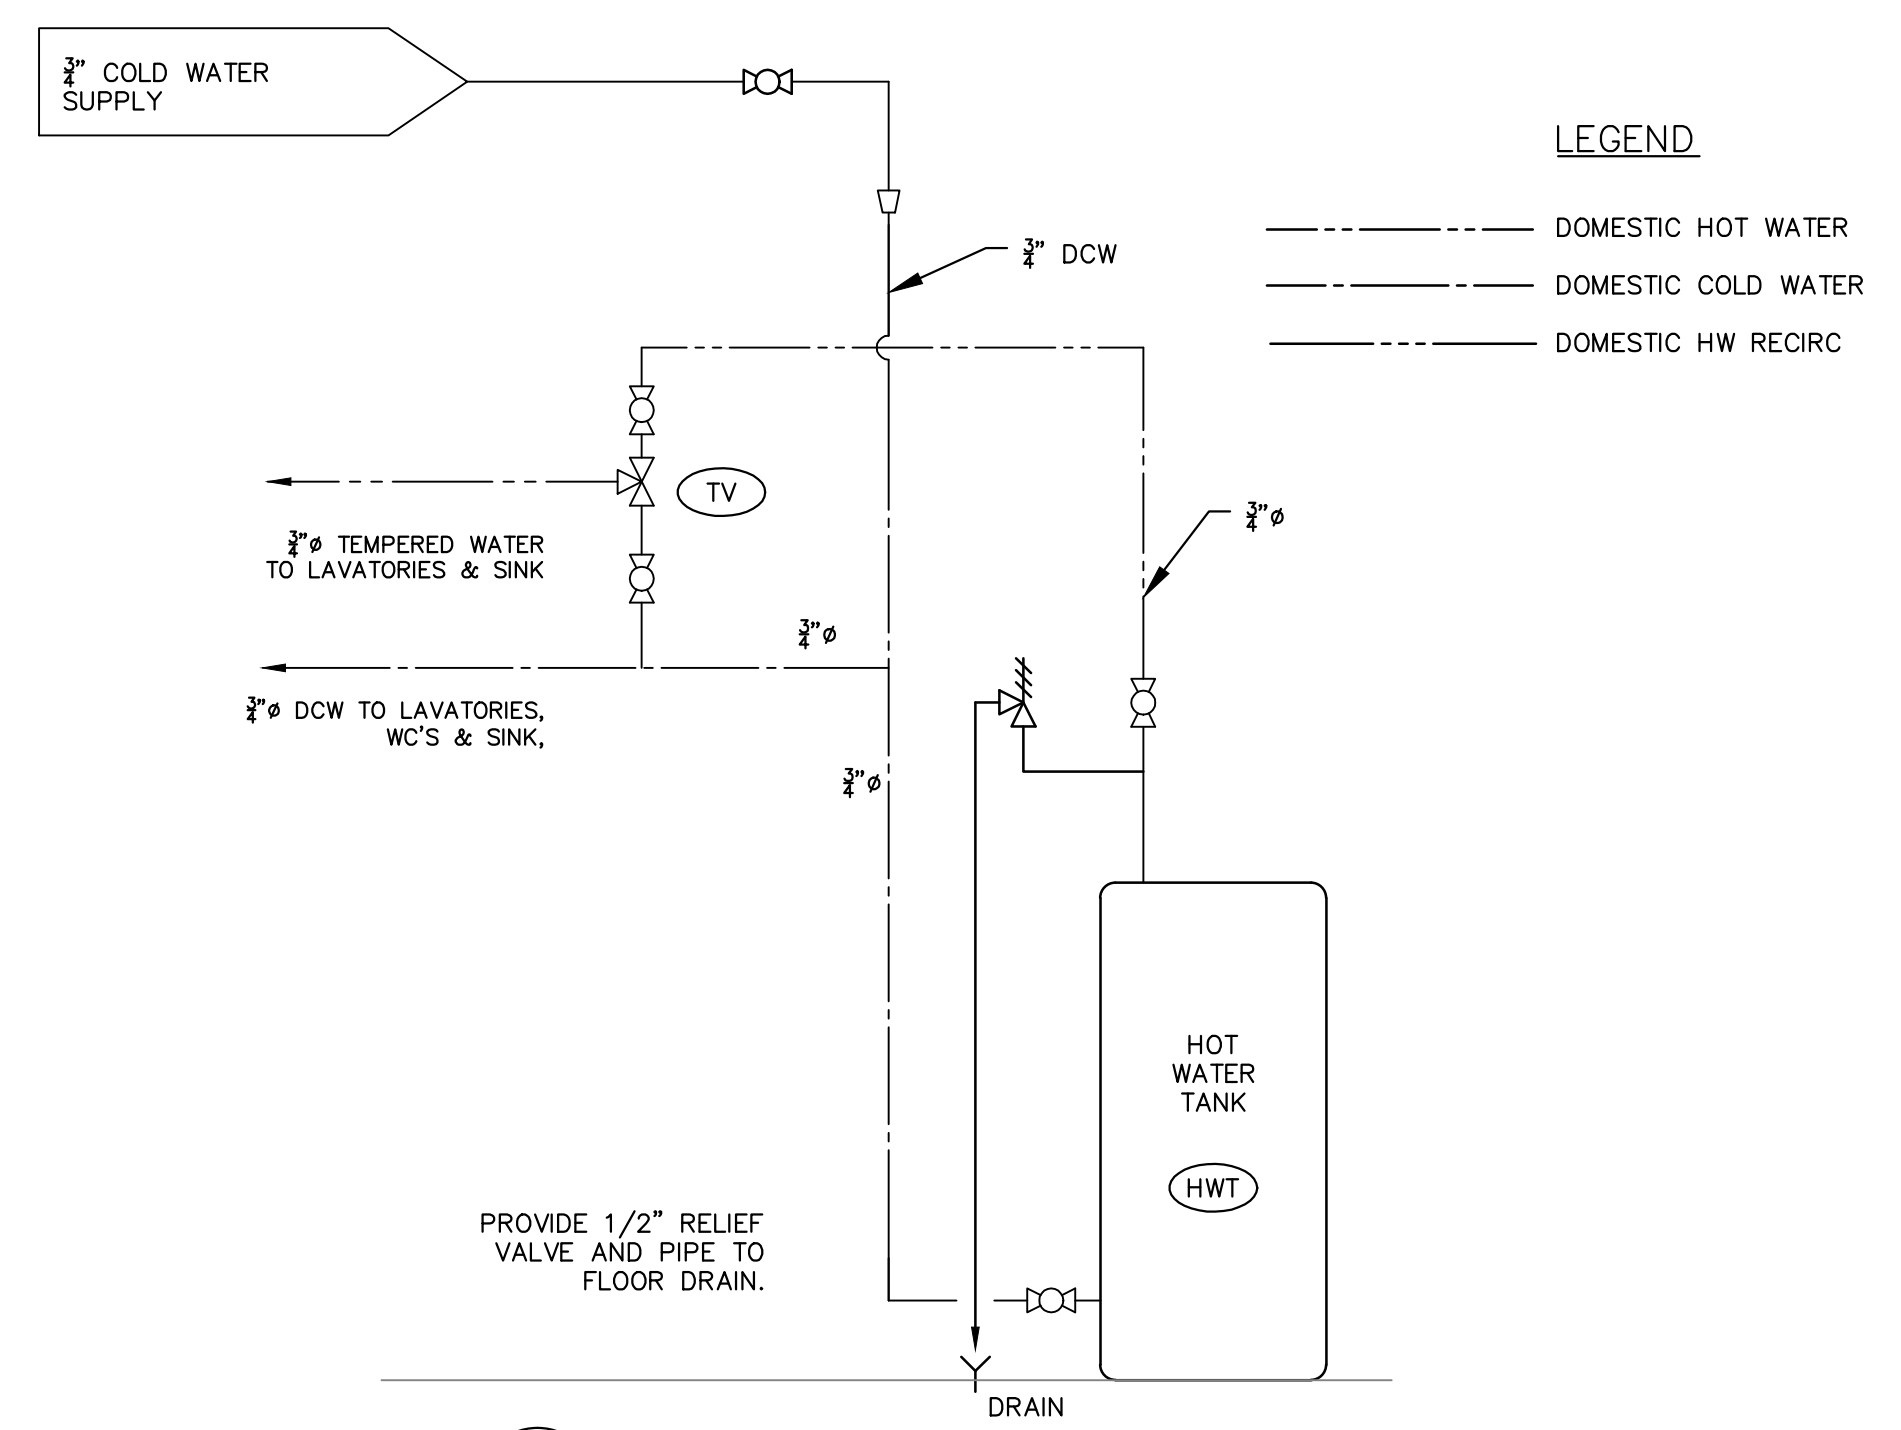 3/4" COLD WATER
SUPPLY
LEGEND
DOMESTIC HOT WATER
DOMESTIC COLD WATER
DOMESTIC HW RECIRC
3/4" DCW
TV
3/4"ø
3/4"ø TEMPERED WATER
TO LAVATORIES & SINK
3/4"ø
3/4"ø DCW TO LAVATORIES,
WC'S & SINK,
3/4"ø
HOT
WATER
TANK
HWT
PROVIDE 1/2" RELIEF
VALVE AND PIPE TO
FLOOR DRAIN.
DRAIN